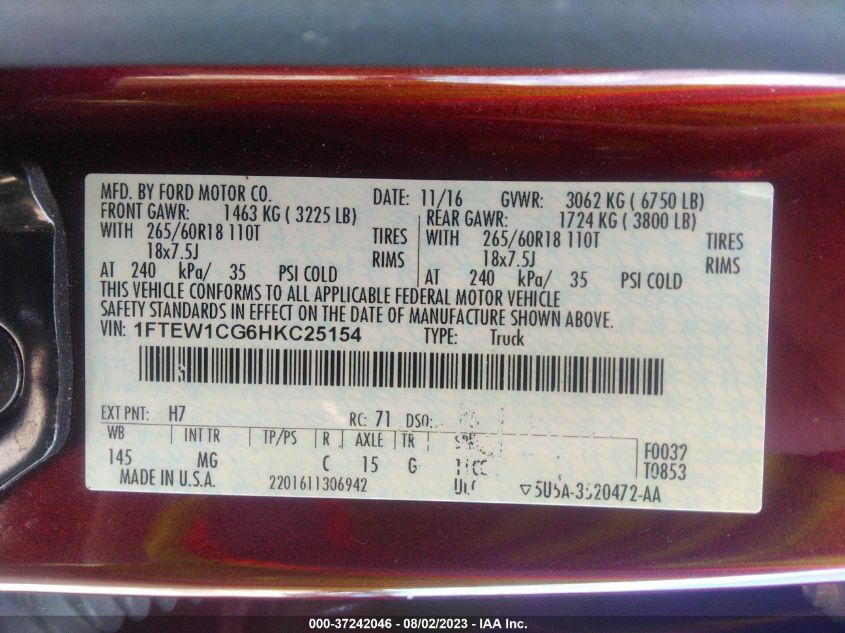 MFD. BY FORD MOTOR CO. DATE: 11/16 GVWR: 3062 KG ( 6750 LB)
FRONT GAWR: 1463 KG ( 3225 LB) REAR GAWR: 1724 KG ( 3800 LB)
WITH 265/60R18 110T TIRES WITH 265/60R18 110T TIRES
18x7.5J RIMS 18x7.5J RIMS
AT 240 kPa/ 35 PSI COLD AT 240 kPa/ 35 PSI COLD
THIS VEHICLE CONFORMS TO ALL APPLICABLE FEDERAL MOTOR VEHICLE
SAFETY STANDARDS IN EFFECT ON THE DATE OF MANUFACTURE SHOWN ABOVE.
VIN: 1FTEW1CG6HKC25154 TYPE: Truck
EXT PNT: H7 RC: 71 DSO:
WB INT TR TP/PS R AXLE TR F0037
145 MG C 15 G T0853
MADE IN U.S.A. 2201611306942 ▽5U5A-3520472-AA
000-37242046 - 08/02/2023 - IAA Inc.